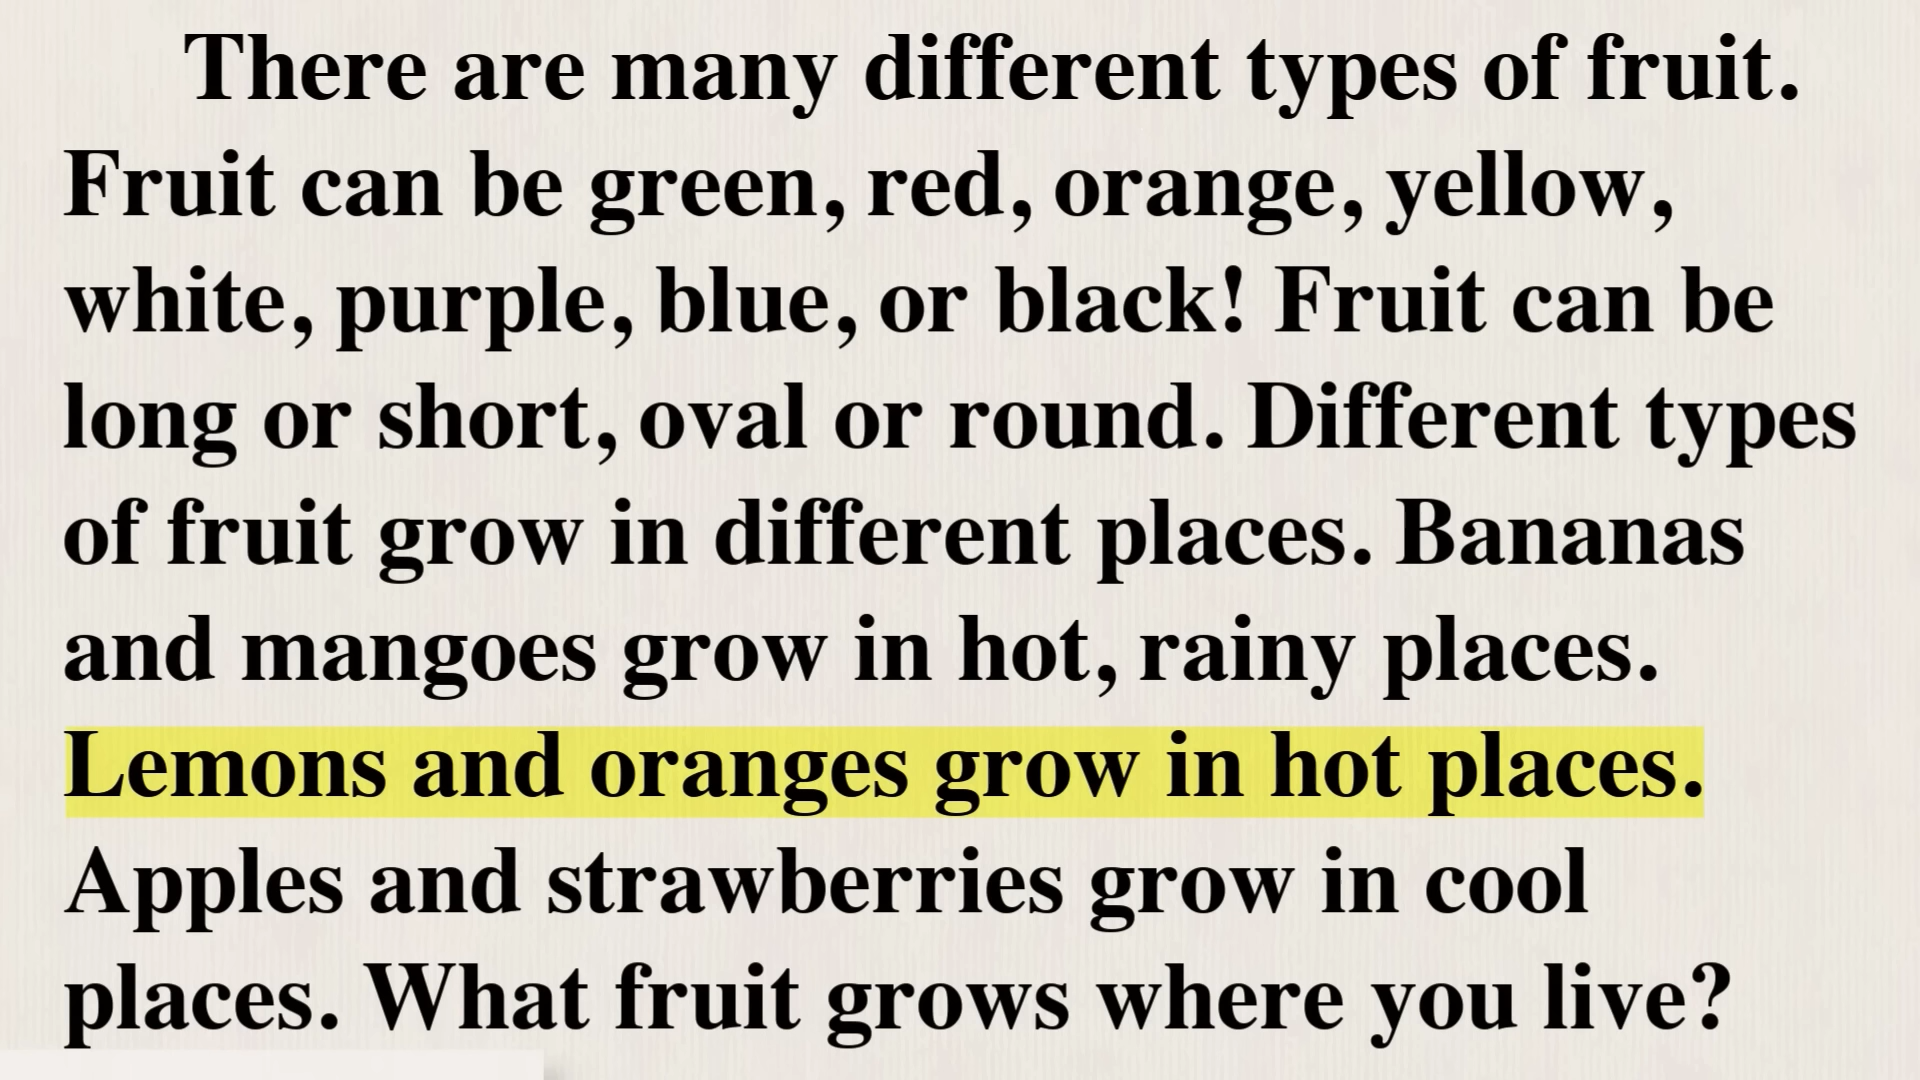 There are many different types of fruit.
Fruit can be green, red, orange, yellow,
white, purple, blue, or black! Fruit can be
long or short, oval or round. Different types
of fruit grow in different places. Bananas
and mangoes grow in hot, rainy places.
Lemons and oranges grow in hot places.
Apples and strawberries grow in cool
places. What fruit grows where you live?